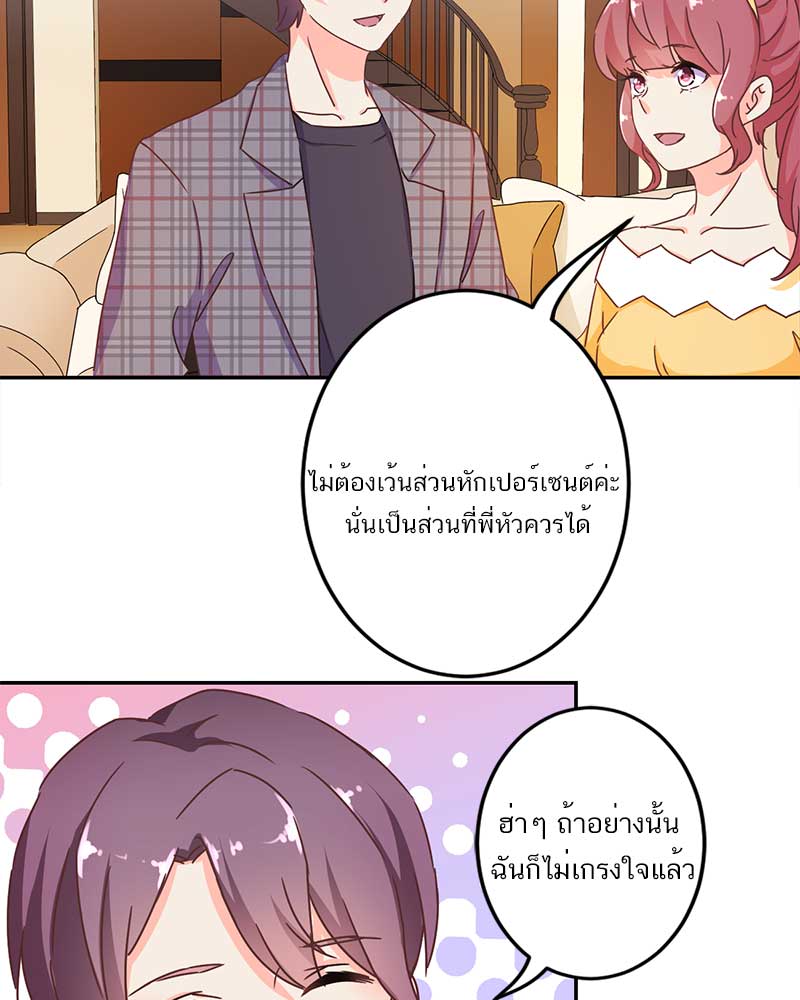 ไม่ต้องเว้นส่วนหักเปอร์เซนต์ค่ะ
นั่นเป็นส่วนที่พี่หัวควรได้
ฮ่าๆ ถ้าอย่างนั้น
ฉันก็ไม่เกรงใจแล้ว